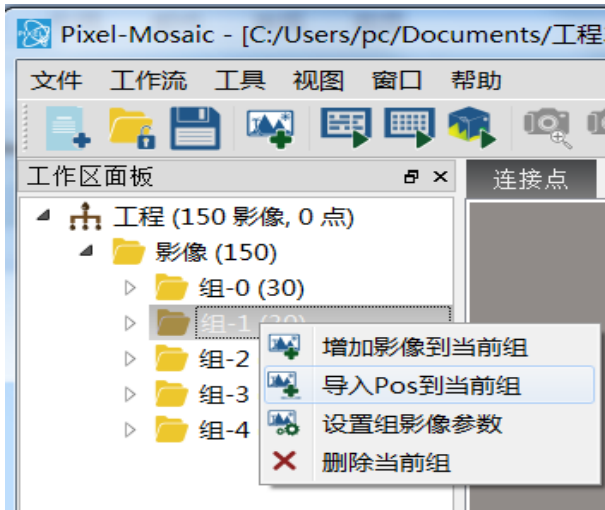 Pixel-Mosaic - [C:/Users/pc/Documents/工程
文件 工作流 工具 视图 窗口 帮助
工作区面板
连接点
工程 (150 影像, 0 点)
影像 (150)
组-0 (30)
组-1 (30)
增加影像到当前组
组-2
导入Pos到当前组
组-3
设置组影像参数
组-4
删除当前组